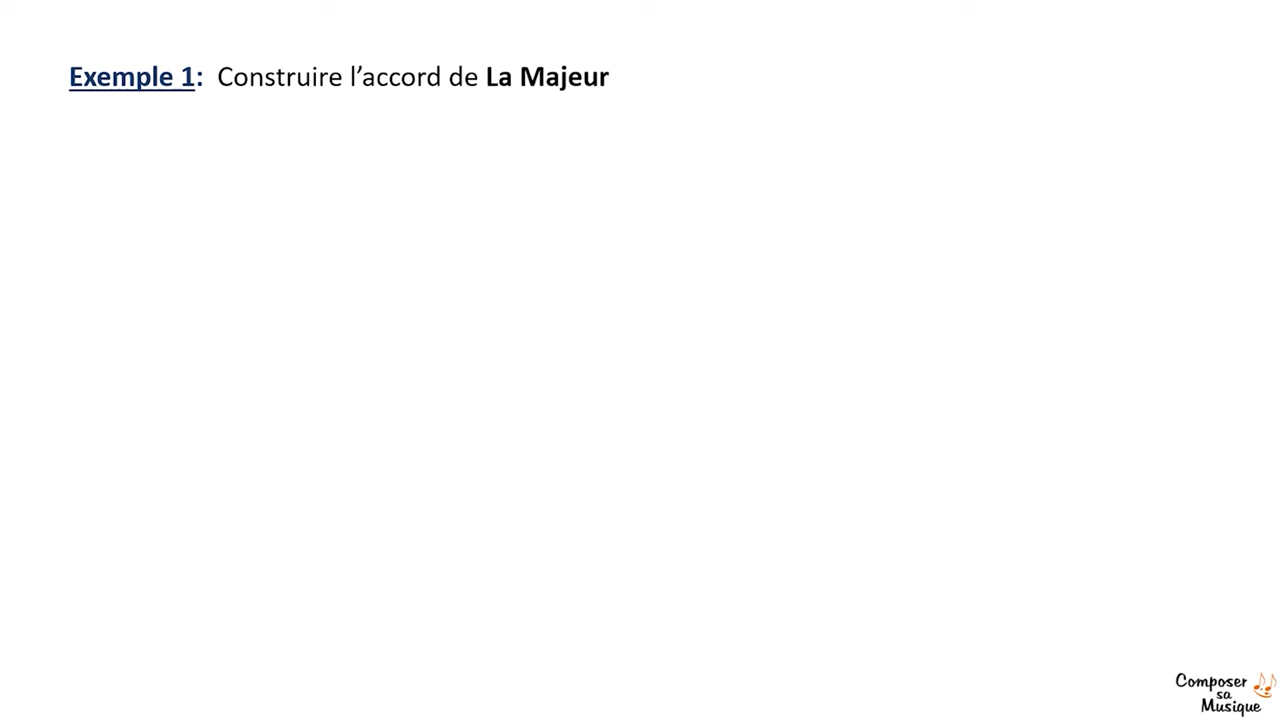 Exemple 1: Construire l’accord de La Majeur
Composer
sa
Musique